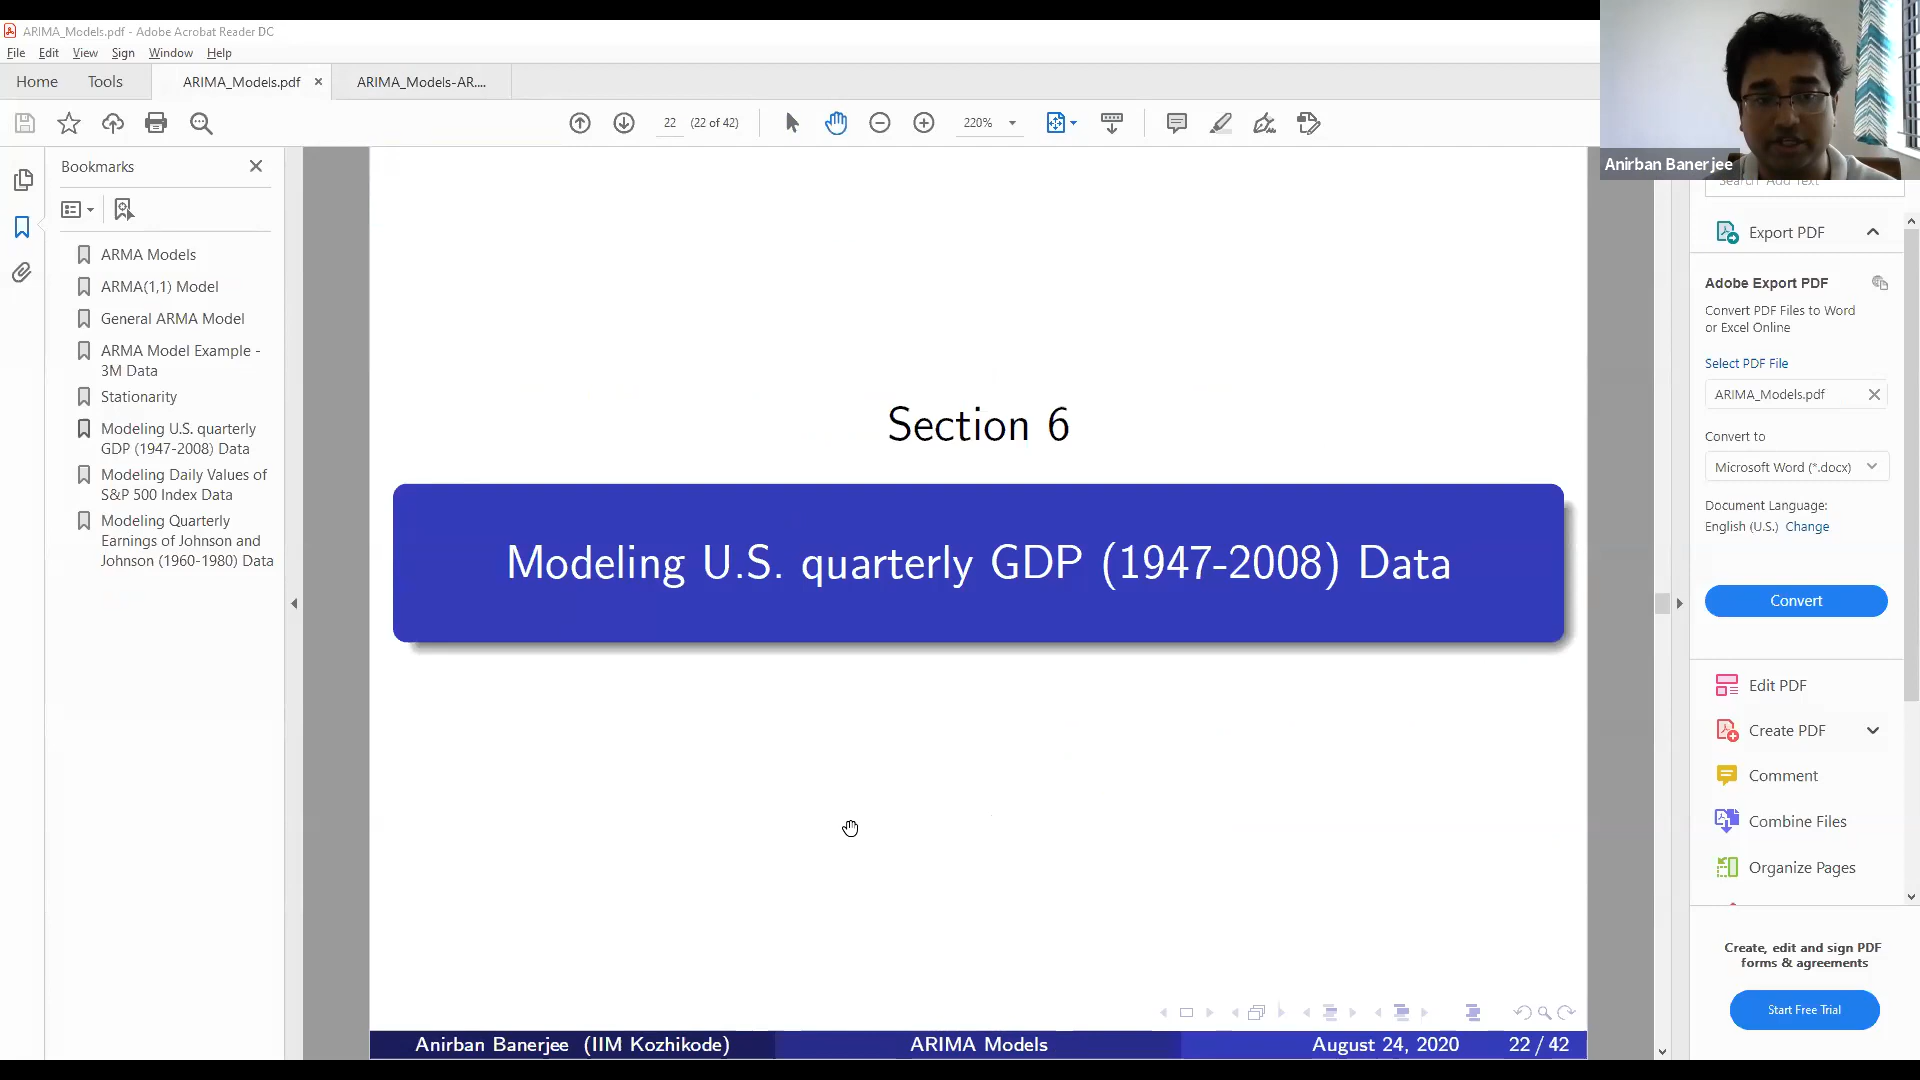 ARIMA_Models.pdf - Adobe Acrobat Reader DC
File Edit View Sign Window Help
Home Tools ARIMA_Models.pdf × ARIMA_Models-AR....
22 (22 of 42) 220%
Anirban Banerjee
Bookmarks
ARMA Models
ARMA(1,1) Model
General ARMA Model
ARMA Model Example -
3M Data
Stationarity
Modeling U.S. quarterly
GDP (1947-2008) Data
Modeling Daily Values of
S&P 500 Index Data
Modeling Quarterly
Earnings of Johnson and
Johnson (1960-1980) Data
Section 6
Modeling U.S. quarterly GDP (1947-2008) Data
Anirban Banerjee (IIM Kozhikode) ARIMA Models August 24, 2020 22 / 42
Search 'Add Text'
Export PDF
Adobe Export PDF
Convert PDF Files to Word
or Excel Online
Select PDF File
ARIMA_Models.pdf
Convert to
Microsoft Word (*.docx)
Document Language:
English (U.S.) Change
Convert
Edit PDF
Create PDF
Comment
Combine Files
Organize Pages
Create, edit and sign PDF
forms & agreements
Start Free Trial